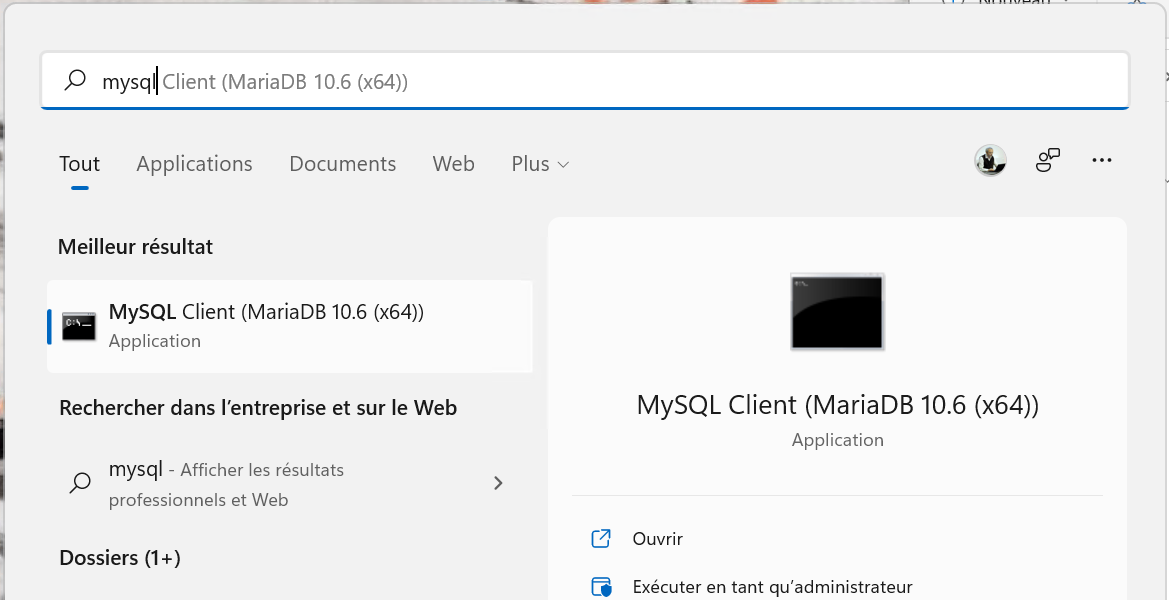 Nouveau
mysql Client (MariaDB 10.6 (x64))
Tout Applications Documents Web Plus
Meilleur résultat
MySQL Client (MariaDB 10.6 (x64))
Application
Rechercher dans l’entreprise et sur le Web
mysql - Afficher les résultats
professionnels et Web
Dossiers (1+)
MySQL Client (MariaDB 10.6 (x64))
Application
Ouvrir
Exécuter en tant qu’administrateur